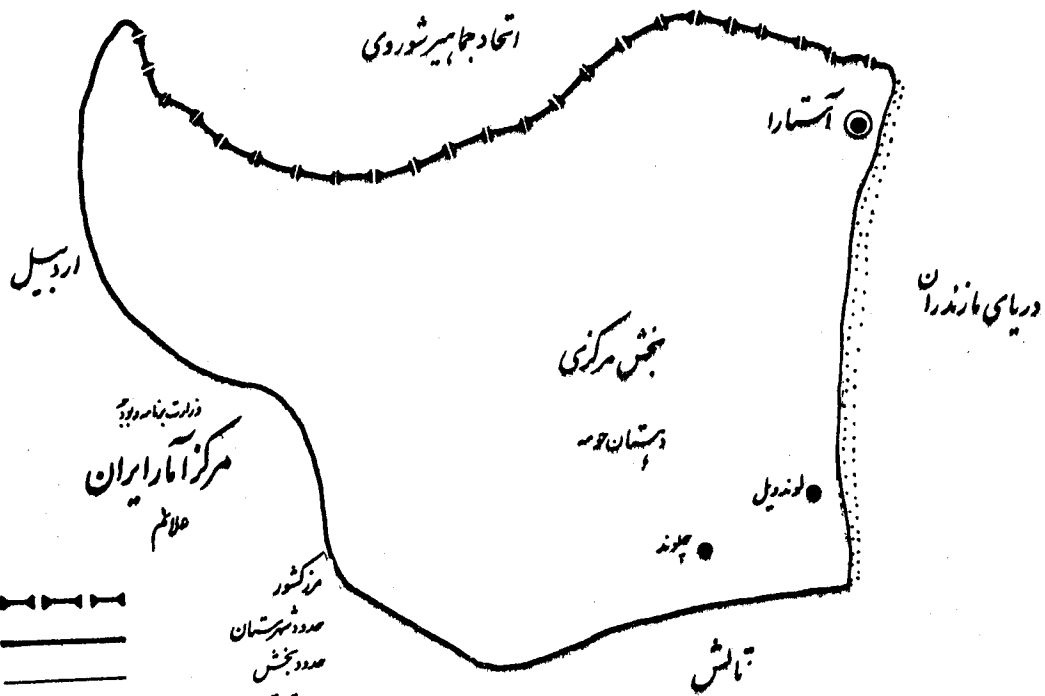 اتحاد جماهیر شوروی
آستارا
اردبیل
دریای مازندران
بخش مرکزی
دهستان حومه
وزارت برنامه و بودجه
مرکز آمار ایران
علائم
لوندویل
چلوند
مرز کشور
حدود شهرستان
حدود بخش
تالش